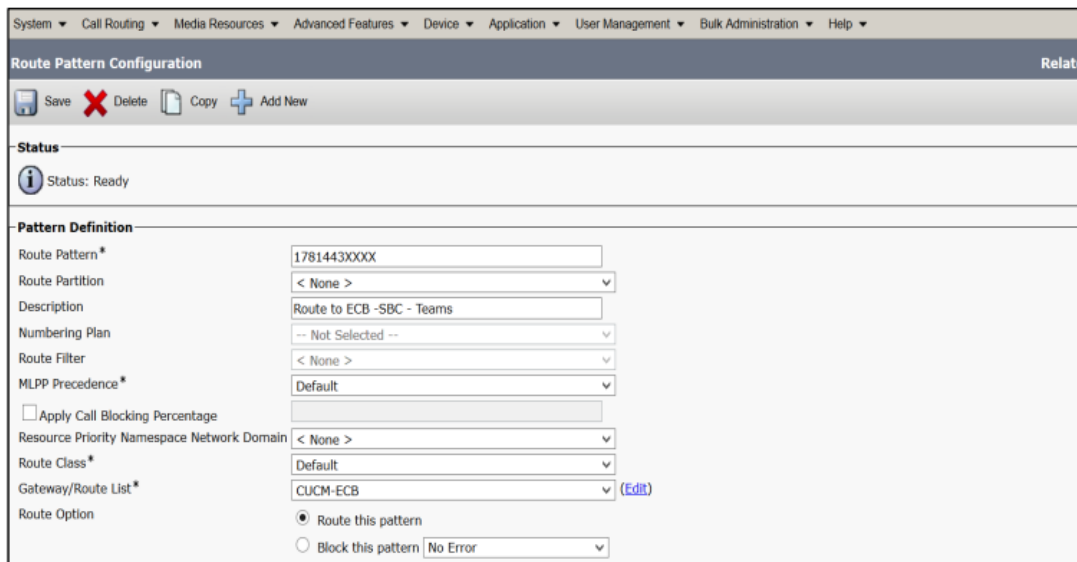 System Call Routing Media Resources Advanced Features Device Application User Management Bulk Administration Help
Route Pattern Configuration Relat
Save Delete Copy Add New
Status
Status: Ready
Pattern Definition
Route Pattern* 1781443XXXX
Route Partition < None >
Description Route to ECB -SBC - Teams
Numbering Plan -- Not Selected --
Route Filter < None >
MLPP Precedence* Default
Apply Call Blocking Percentage
Resource Priority Namespace Network Domain < None >
Route Class* Default
Gateway/Route List* CUCM-ECB (Edit)
Route Option Route this pattern
Block this pattern No Error